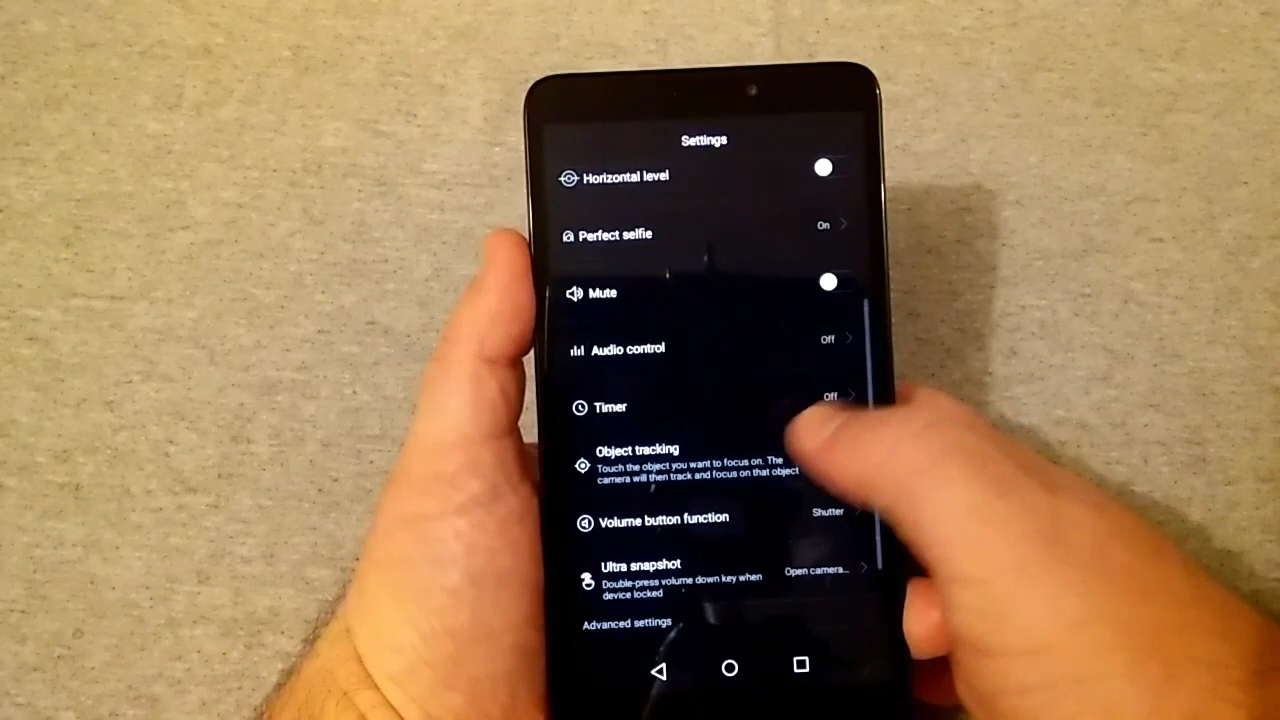 Settings
Horizontal level
Perfect selfie
On
Mute
Audio control
Off
Timer
Off
Object tracking
Touch the object you want to focus on. The
camera will then track and focus on that object
Volume button function
Shutter
Ultra snapshot
Double-press volume down key when
device locked
Open camera...
Advanced settings